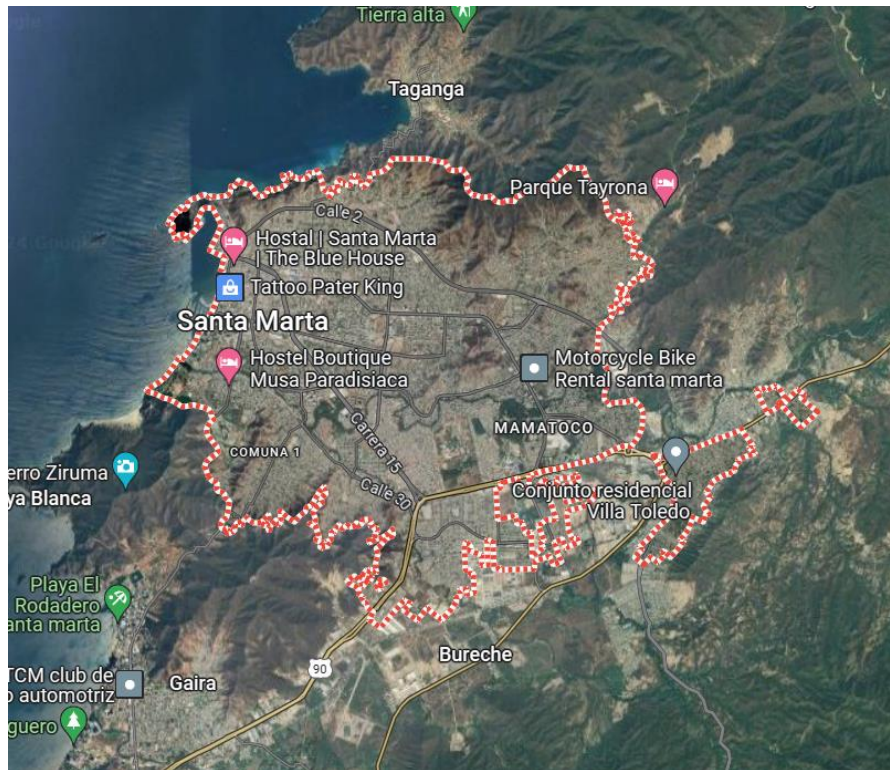 Tierra alta
Taganga
Parque Tayrona
Calle 2
Hostal | Santa Marta
| The Blue House
Tattoo Pater King
Santa Marta
Hostel Boutique
Musa Paradisiaca
Motorcycle Bike
Rental santa marta
MAMATOCO
Carrera 15
COMUNA 1
Calle 30
erro Ziruma
ya Blanca
Conjunto residencial
Villa Toledo
Playa El
Rodadero
anta marta
Bureche
90
TCM club de
o automotriz
Gaira
guero